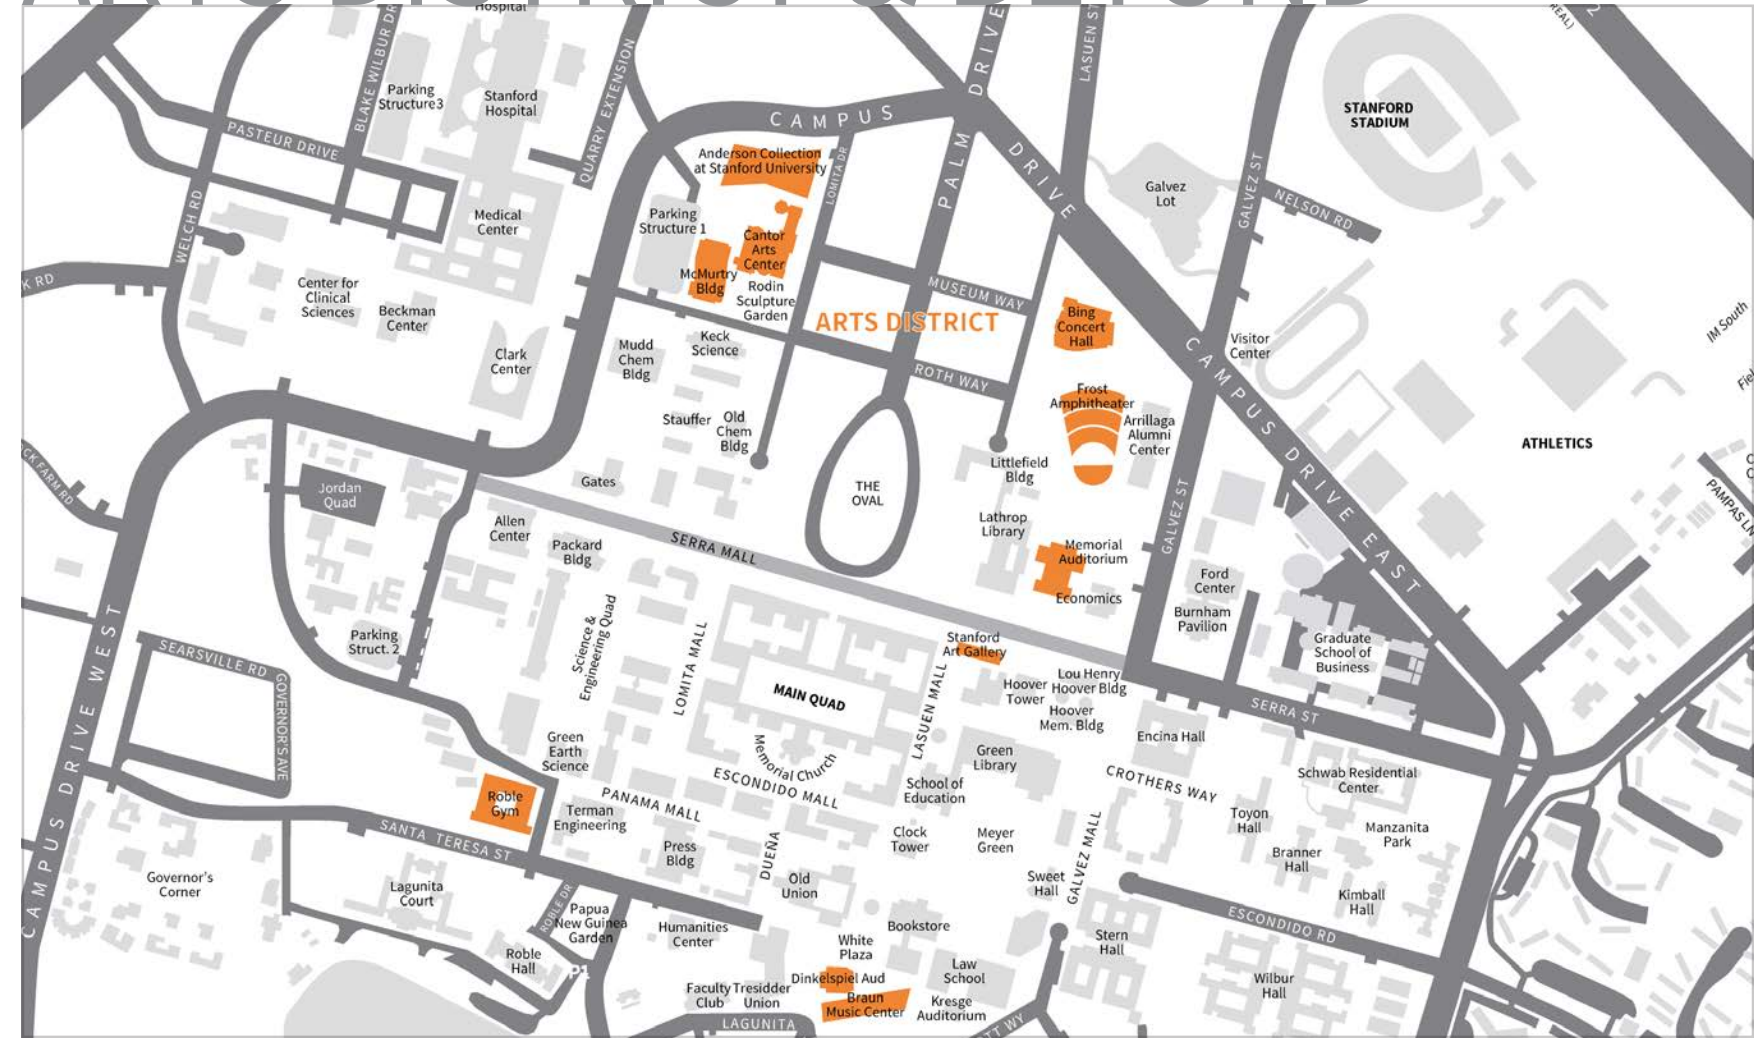 Hospital
BLAKE WILBUR DR
Parking
Structure3
Stanford
Hospital
QUARRY EXTENSION
CAMPUS
DRIVE
PALM DRIVE
LASUEN ST
STANFORD
STADIUM
PASTEUR DRIVE
WELCH RD
Anderson Collection
at Stanford University
LOMITA DR
Galvez
Lot
GALVEZ ST
NELSON RD
Medical
Center
Parking
Structure 1
Cantor
Arts
Center
McMurtry
Bldg
Rodin
Sculpture
Garden
MUSEUM WAY
K RD
Center for
Clinical
Sciences
Beckman
Center
ARTS DISTRICT
Bing
Concert
Hall
IM South
Mudd
Chem
Bldg
Keck
Science
Clark
Center
ROTH WAY
Visitor
Center
CAMPUS DRIVE EAST
Frost
Amphitheater
Stauffer
Old
Chem
Bldg
Arrillaga
Alumni
Center
ATHLETICS
Littlefield
Bldg
CK FARM RD
Jordan
Quad
Gates
THE
OVAL
PAMPAS LN
GALVEZ ST
Allen
Center
Packard
Bldg
SERRA MALL
Lathrop
Library
Memorial
Auditorium
Economics
Ford
Center
Burnham
Pavilion
Science &
Engineering Quad
LOMITA MALL
Parking
Struct. 2
SEARSVILLE RD
GOVERNOR'S AVE
CAMPUS DRIVE WEST
Stanford
Art Gallery
Graduate
School of
Business
MAIN QUAD
LASUEN MALL
Hoover
Tower
Lou Henry
Hoover Bldg
Hoover
Mem. Bldg
SERRA ST
Encina Hall
Green
Earth
Science
Memorial Church
Green
Library
ESCONDIDO MALL
School of
Education
CROTHERS WAY
Schwab Residential
Center
Roble
Gym
PANAMA MALL
Terman
Engineering
SANTA TERESA ST
Toyon
Hall
Manzanita
Park
Clock
Tower
Meyer
Green
GALVEZ MALL
Press
Bldg
DUEÑA
Branner
Hall
Governor's
Corner
Lagunita
Court
Old
Union
Sweet
Hall
Kimball
Hall
ROBLE DR
Papua
New Guinea
Garden
Humanities
Center
Bookstore
ESCONDIDO RD
White
Plaza
Stern
Hall
Roble
Hall
Law
School
Wilbur
Hall
Dinkelspiel Aud
Faculty
Club
Tresidder
Union
Braun
Music Center
Kresge
Auditorium
LAGUNITA